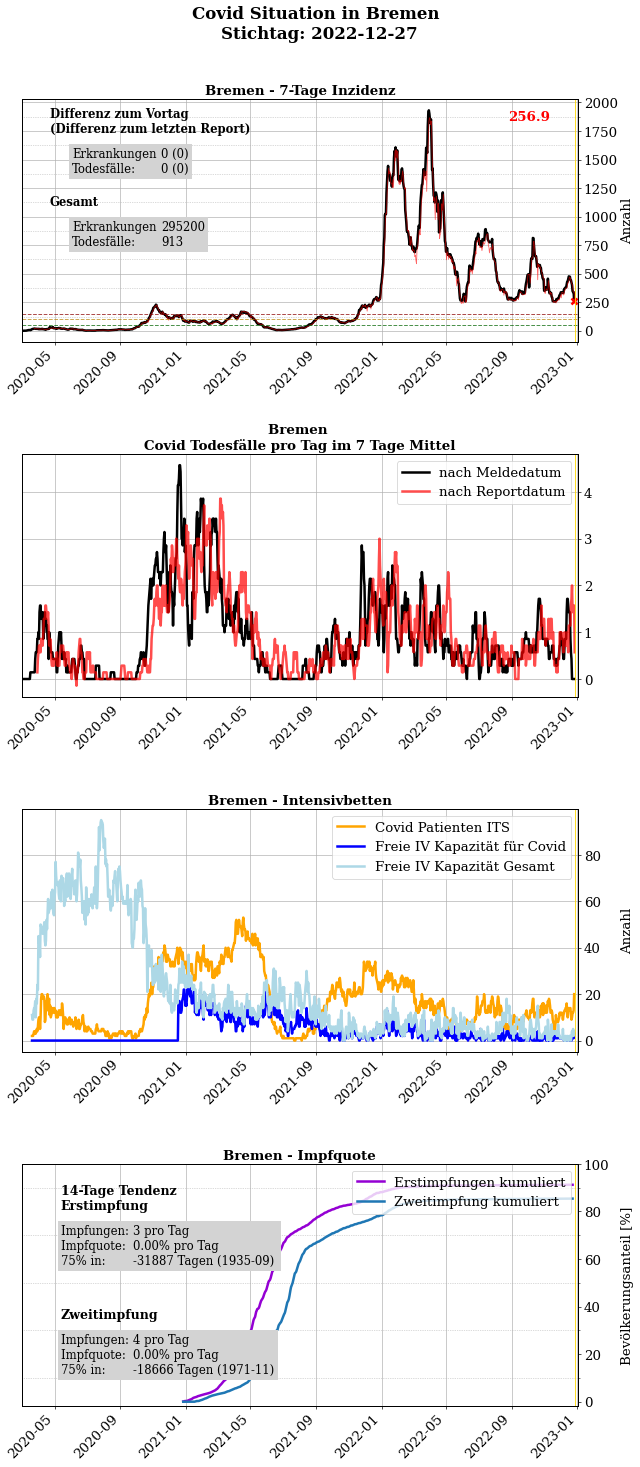 Covid Situation in Bremen
Stichtag: 2022-12-27
Bremen - 7-Tage Inzidenz
Differenz zum Vortag
(Differenz zum letzten Report)
Erkrankungen 0 (0)
Todesfälle: 0 (0)
Gesamt
Erkrankungen 295200
Todesfälle: 913
256.9
2000
1750
1500
1250
1000
750
500
250
0
Anzahl
2020-05
2020-09
2021-01
2021-05
2021-09
2022-01
2022-05
2022-09
2023-01
Bremen
Covid Todesfälle pro Tag im 7 Tage Mittel
nach Meldedatum
nach Reportdatum
4
3
2
1
0
2020-05
2020-09
2021-01
2021-05
2021-09
2022-01
2022-05
2022-09
2023-01
Bremen - Intensivbetten
Covid Patienten ITS
Freie IV Kapazität für Covid
Freie IV Kapazität Gesamt
80
60
40
20
0
Anzahl
2020-05
2020-09
2021-01
2021-05
2021-09
2022-01
2022-05
2022-09
2023-01
Bremen - Impfquote
14-Tage Tendenz
Erstimpfung
Impfungen: 3 pro Tag
Impfquote: 0.00% pro Tag
75% in: -31887 Tagen (1935-09)
Zweitimpfung
Impfungen: 4 pro Tag
Impfquote: 0.00% pro Tag
75% in: -18666 Tagen (1971-11)
Erstimpfungen kumuliert
Zweitimpfung kumuliert
100
80
60
40
20
0
Bevölkerungsanteil [%]
2020-05
2020-09
2021-01
2021-05
2021-09
2022-01
2022-05
2022-09
2023-01